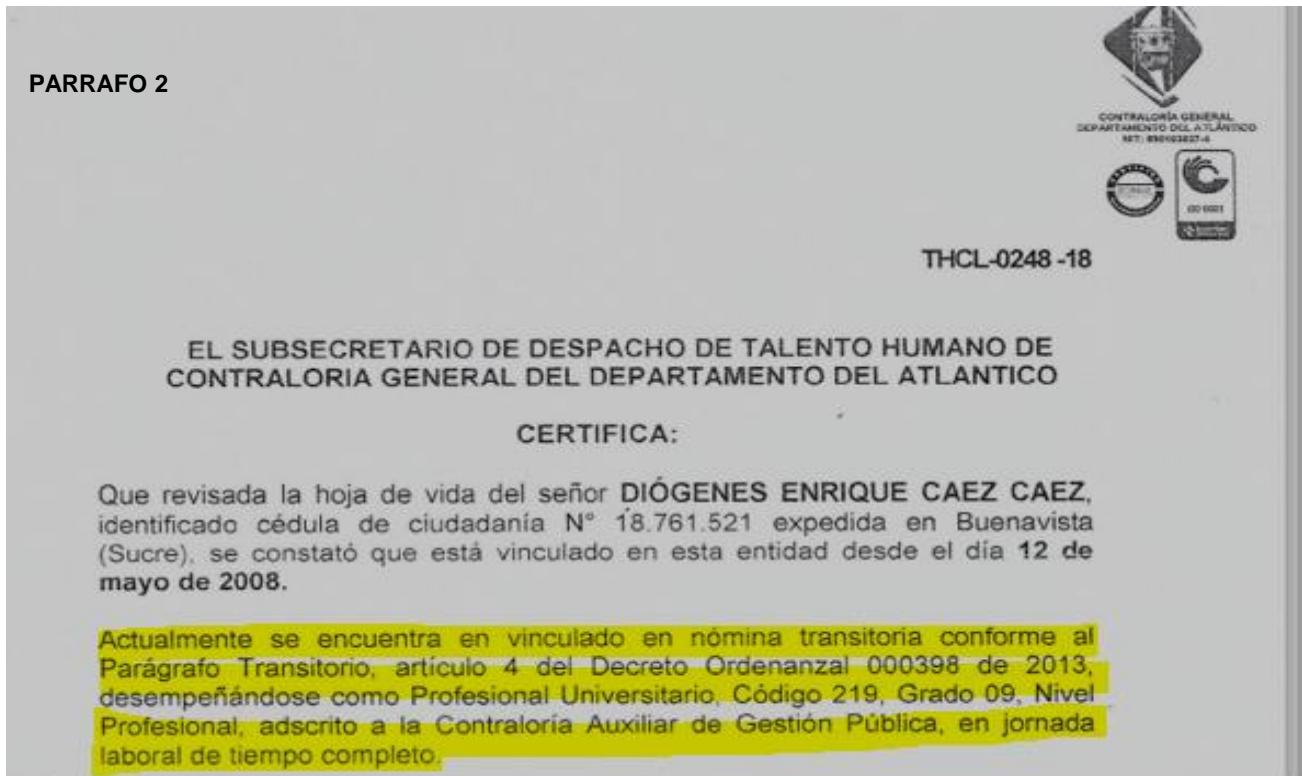 PARRAFO 2
CONTRALORÍA GENERAL
DEPARTAMENTO DEL ATLÁNTICO
THCL-0248 -18
EL SUBSECRETARIO DE DESPACHO DE TALENTO HUMANO DE
CONTRALORIA GENERAL DEL DEPARTAMENTO DEL ATLANTICO
CERTIFICA:
Que revisada la hoja de vida del señor DIÓGENES ENRIQUE CAEZ CAEZ,
identificado cédula de ciudadanía N° 18.761.521 expedida en Buenavista
(Sucre), se constató que está vinculado en esta entidad desde el día 12 de
mayo de 2008.
Actualmente se encuentra en vinculado en nómina transitoria conforme al
Parágrafo Transitorio, artículo 4 del Decreto Ordenanzal 000398 de 2013,
desempeñándose como Profesional Universitario, Código 219, Grado 09, Nivel
Profesional, adscrito a la Contraloría Auxiliar de Gestión Pública, en jornada
laboral de tiempo completo.